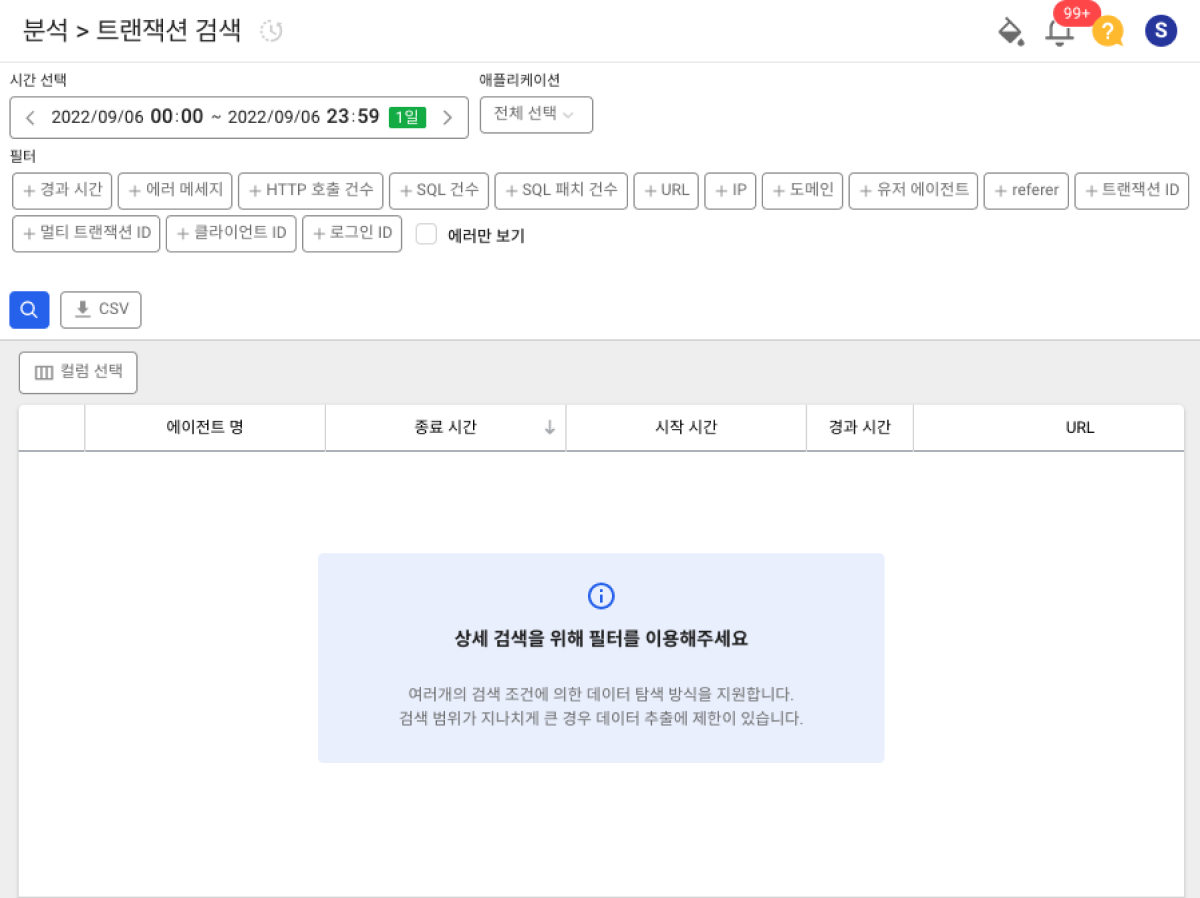 분석 > 트랜잭션 검색
99+
?
S
시간 선택
애플리케이션
2022/09/06 00:00 ~ 2022/09/06 23:59 1일
전체 선택
필터
+ 경과 시간 + 에러 메세지 + HTTP 호출 건수 + SQL 건수 + SQL 패치 건수 + URL + IP + 도메인 + 유저 에이전트 + referer + 트랜잭션 ID
+ 멀티 트랜잭션 ID + 클라이언트 ID + 로그인 ID 에러만 보기
CSV
컬럼 선택
에이전트 명 종료 시간 시작 시간 경과 시간 URL
상세 검색을 위해 필터를 이용해주세요
여러개의 검색 조건에 의한 데이터 탐색 방식을 지원합니다.
검색 범위가 지나치게 큰 경우 데이터 추출에 제한이 있습니다.